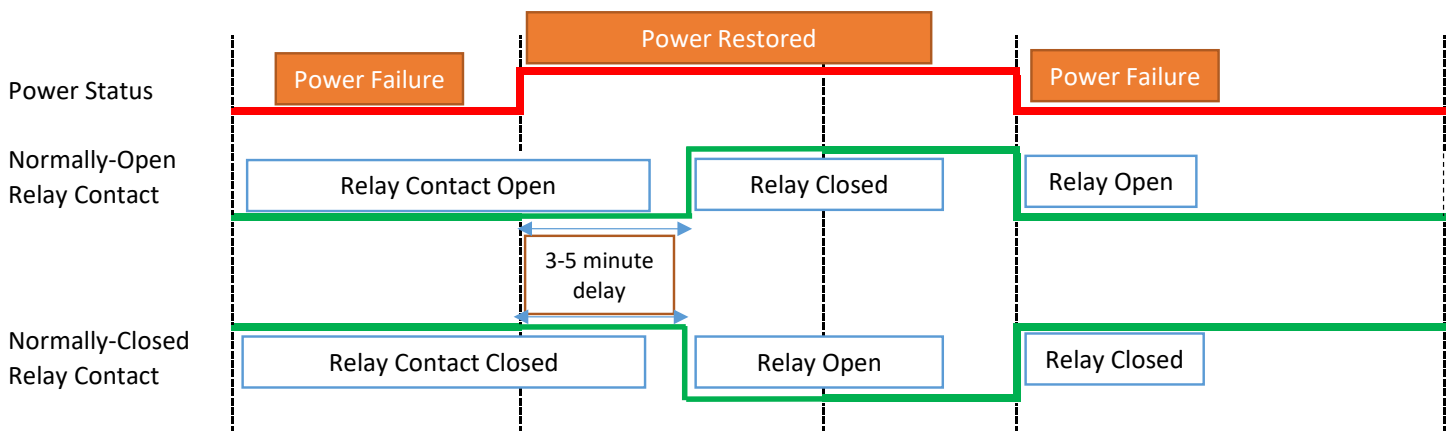 Power Restored
Power Failure
Power Failure
Power Status
Normally-Open
Relay Contact
Relay Contact Open
Relay Closed
Relay Open
3-5 minute
delay
Normally-Closed
Relay Contact
Relay Contact Closed
Relay Open
Relay Closed